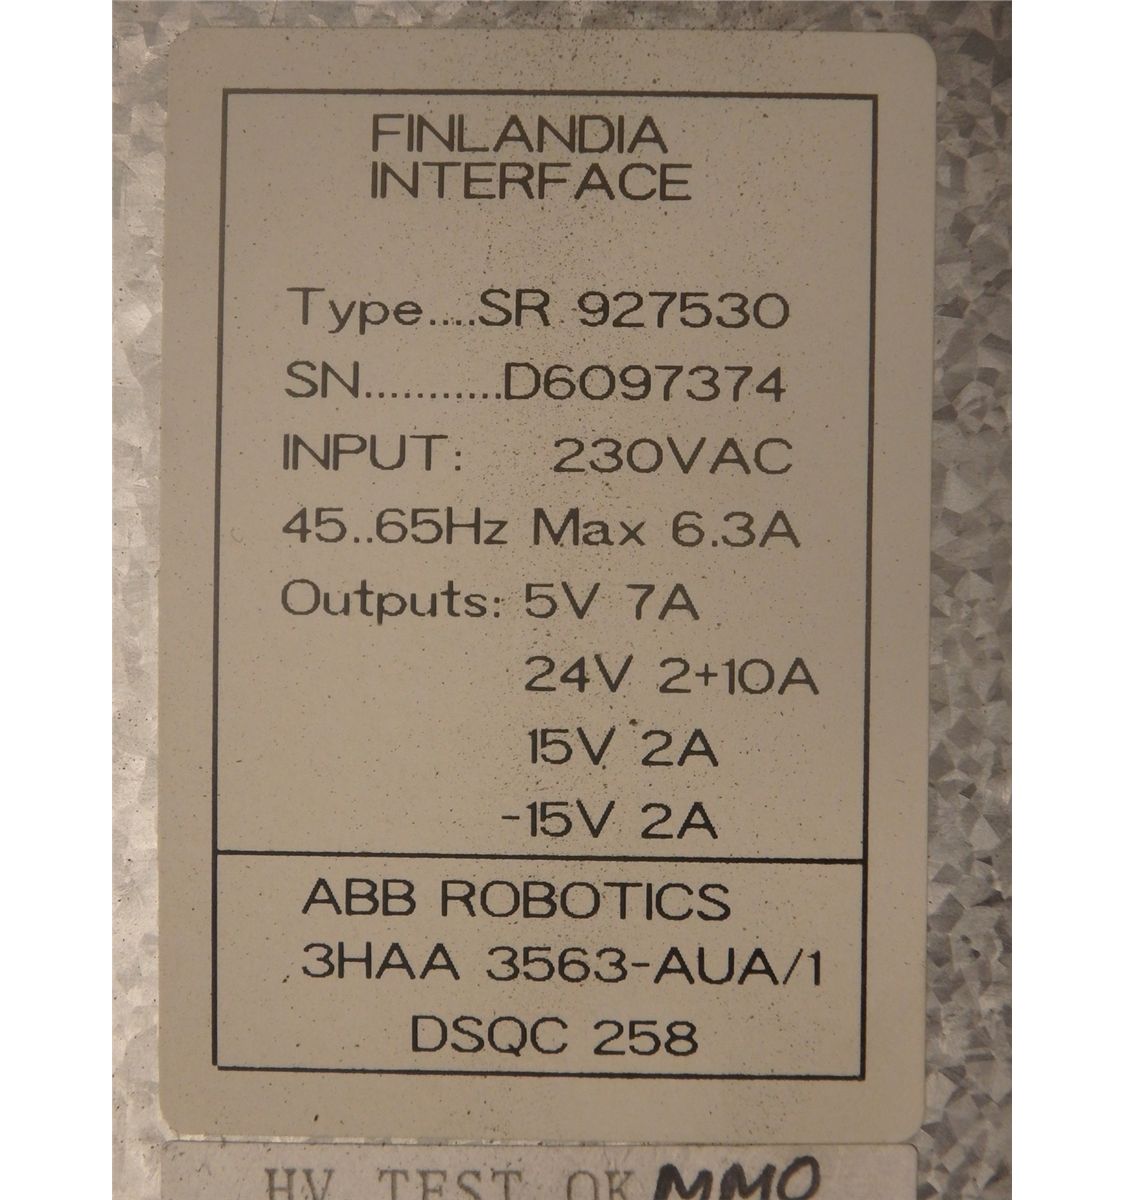 FINLANDIA
INTERFACE
Type....SR 927530
SN...........D6097374
INPUT: 230VAC
45..65Hz Max 6.3A
Outputs: 5V 7A
24V 2+10A
15V 2A
-15V 2A
ABB ROBOTICS
3HAA 3563-AUA/1
DSQC 258
HV TEST OK MMO